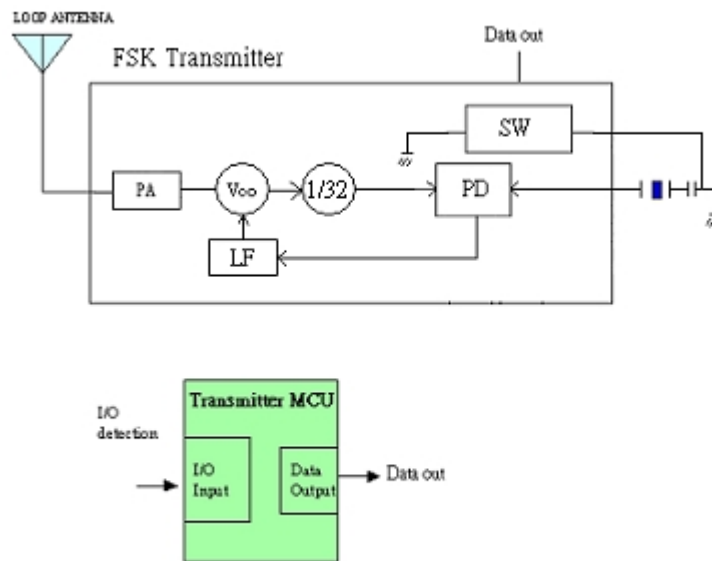 LOOP ANTENNA
Data out
FSK Transmitter
SW
PA
Vco
1/32
PD
LF
Transmitter MCU
I/O
detection
I/O
Input
Data
Output
Data out